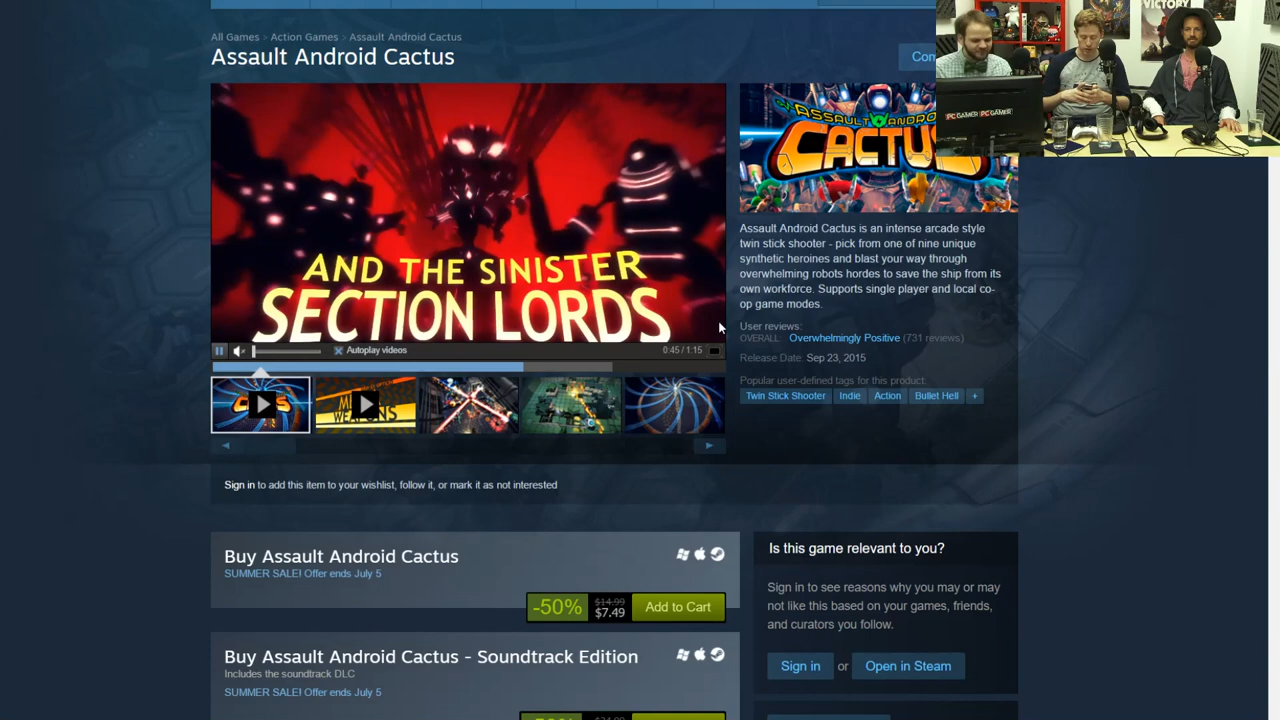 All Games > Action Games > Assault Android Cactus
Assault Android Cactus
VICTORY
PC GAMER PC GAMER
AND THE SINISTER
SECTION LORDS
Autoplay videos
0:45 / 1:15
ASSAULT ANDRO
CACTU
Assault Android Cactus is an intense arcade style
twin stick shooter - pick from one of nine unique
synthetic heroines and blast your way through
overwhelming robots hordes to save the ship from its
own workforce. Supports single player and local co-
op game modes.
User reviews:
OVERALL: Overwhelmingly Positive (731 reviews)
Release Date: Sep 23, 2015
Popular user-defined tags for this product:
Twin Stick Shooter Indie Action Bullet Hell +
Sign in to add this item to your wishlist, follow it, or mark it as not interested
Buy Assault Android Cactus
SUMMER SALE! Offer ends July 5
-50% $14.99 $7.49 Add to Cart
Buy Assault Android Cactus - Soundtrack Edition
Includes the soundtrack DLC
SUMMER SALE! Offer ends July 5
Is this game relevant to you?
Sign in to see reasons why you may or may
not like this based on your games, friends,
and curators you follow.
Sign in or Open in Steam